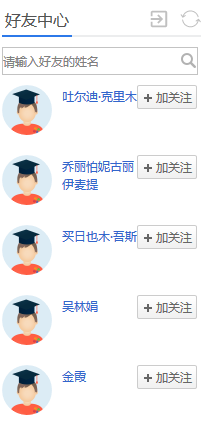 好友中心
请输入好友的姓名
吐尔迪·克里木
+ 加关注
乔丽怕妮古丽
伊麦提
+ 加关注
买日也木·吾斯
+ 加关注
吴林娟
+ 加关注
金霞
+ 加关注